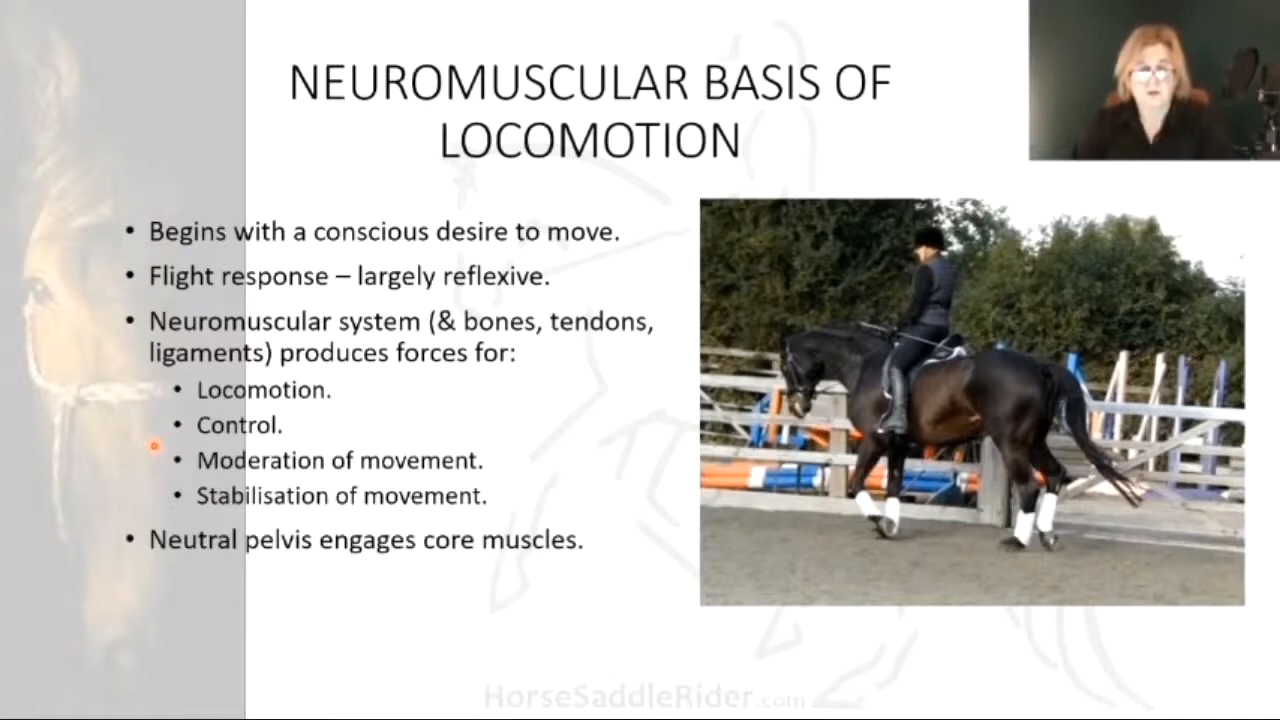 NEUROMUSCULAR BASIS OF
LOCOMOTION
• Begins with a conscious desire to move.
• Flight response – largely reflexive.
• Neuromuscular system (& bones, tendons,
ligaments) produces forces for:
• Locomotion.
• Control.
• Moderation of movement.
• Stabilisation of movement.
• Neutral pelvis engages core muscles.
HorseSaddleRider.com